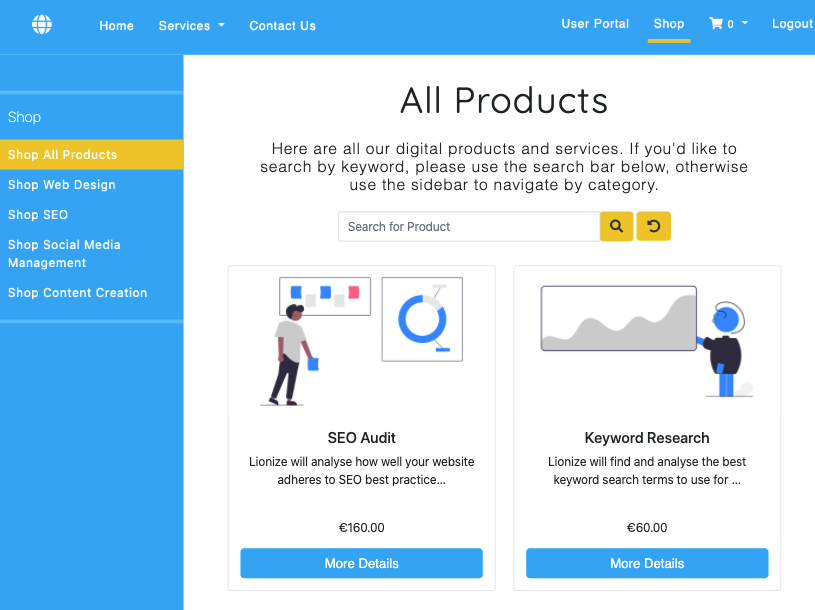 Home Services Contact Us User Portal Shop 0 Logout
Shop
Shop All Products
Shop Web Design
Shop SEO
Shop Social Media
Management
Shop Content Creation
All Products
Here are all our digital products and services. If you'd like to
search by keyword, please use the search bar below, otherwise
use the sidebar to navigate by category.
Search for Product
SEO Audit
Lionize will analyse how well your website
adheres to SEO best practice...
€160.00
More Details
Keyword Research
Lionize will find and analyse the best
keyword search terms to use for ...
€60.00
More Details